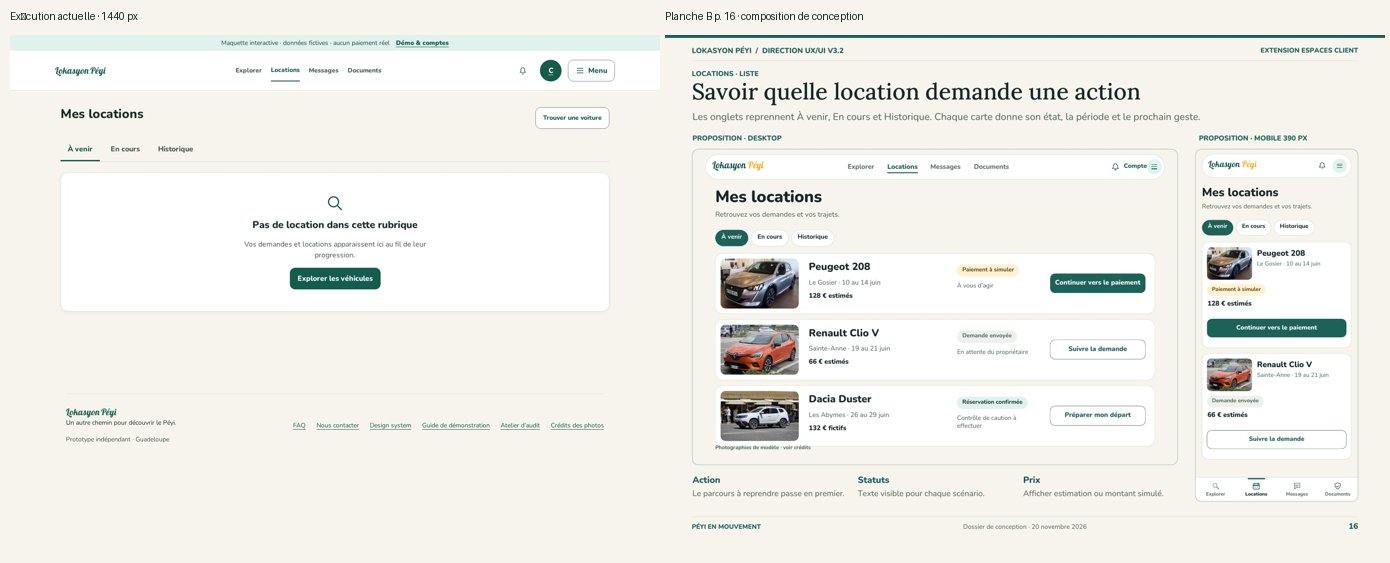 Exécution actuelle · 1440 px
Maquette interactive · données fictives · aucun paiement réel Démo & comptes
Lokasyon Péyi
Explorer Locations Messages Documents
C
Menu
Mes locations
Trouver une voiture
À venir En cours Historique
Pas de location dans cette rubrique
Vos demandes et locations apparaissent ici au fil de leur
progression.
Explorer les véhicules
Lokasyon Péyi
Un autre chemin pour découvrir le Péyi.
FAQ Nous contacter Design system Guide de démonstration Atelier d'audit Crédits des photos
Prototype indépendant · Guadeloupe
Planche B p. 16 · composition de conception
LOKASYON PÉYI / DIRECTION UX/UI V3.2
EXTENSION ESPACES CLIENT
LOCATIONS · LISTE
Savoir quelle location demande une action
Les onglets reprennent À venir, En cours et Historique. Chaque carte donne son état, la période et le prochain geste.
PROPOSITION · DESKTOP
Lokasyon Péyi
Explorer Locations Messages Documents
Compte
Mes locations
Retrouvez vos demandes et vos trajets.
À venir En cours Historique
Peugeot 208
Le Gosier · 10 au 14 juin
128 € estimés
Paiement à simuler
À vous d'agir
Continuer vers le paiement
Renault Clio V
Sainte-Anne · 19 au 21 juin
66 € estimés
Demande envoyée
En attente du propriétaire
Suivre la demande
Dacia Duster
Les Abymes · 26 au 29 juin
132 € fictifs
Réservation confirmée
Contrôle de caution à
effectuer
Préparer mon départ
Photographies de modèle · voir crédits
PROPOSITION · MOBILE 390 PX
Lokasyon Péyi
Mes locations
Retrouvez vos demandes et vos trajets.
À venir En cours Historique
Peugeot 208
Le Gosier · 10 au 14 juin
Paiement à simuler
128 € estimés
Continuer vers le paiement
Renault Clio V
Sainte-Anne · 19 au 21 juin
Demande envoyée
66 € estimés
Suivre la demande
Explorer Locations Messages Documents
Action
Le parcours à reprendre passe en premier.
Statuts
Texte visible pour chaque scénario.
Prix
Afficher estimation ou montant simulé.
PÉYI EN MOUVEMENT
Dossier de conception · 20 novembre 2026
16